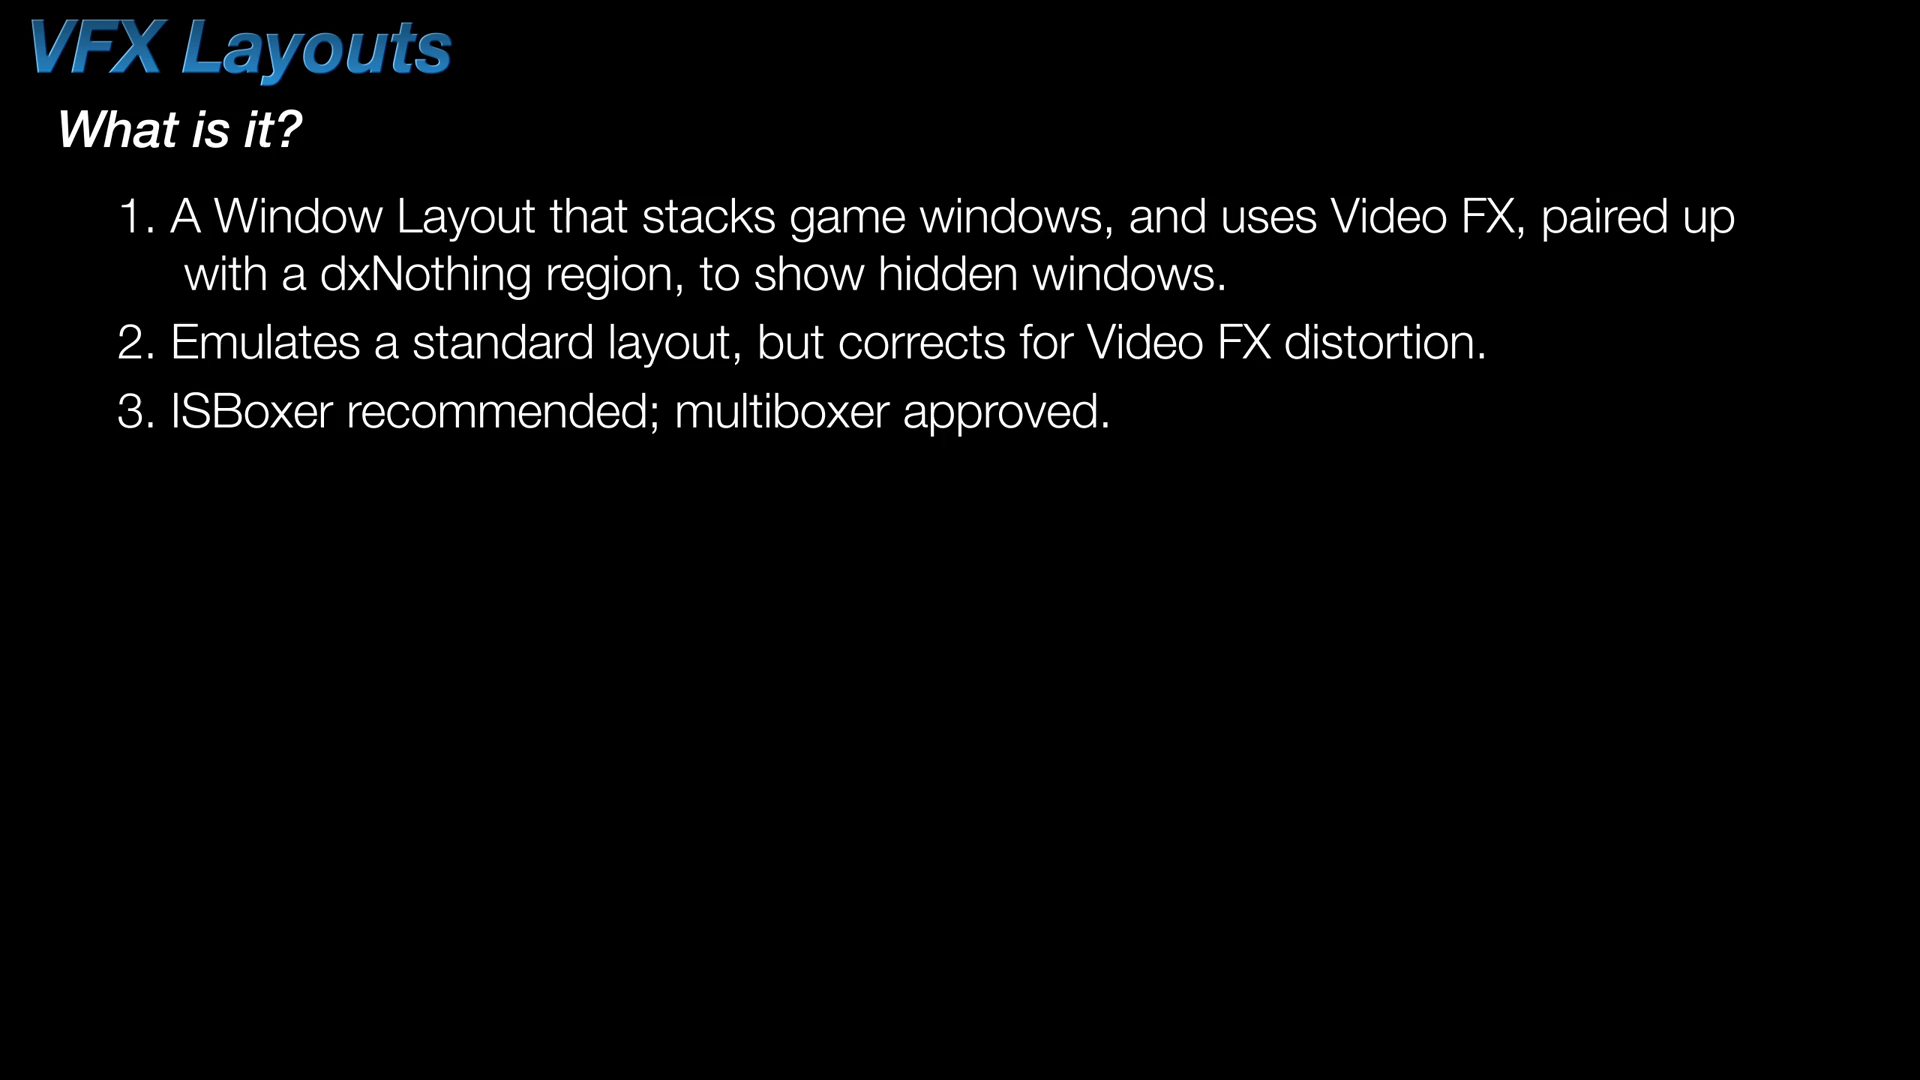 VFX Layouts
What is it?
1. A Window Layout that stacks game windows, and uses Video FX, paired up
with a dxNothing region, to show hidden windows.
2. Emulates a standard layout, but corrects for Video FX distortion.
3. ISBoxer recommended; multiboxer approved.